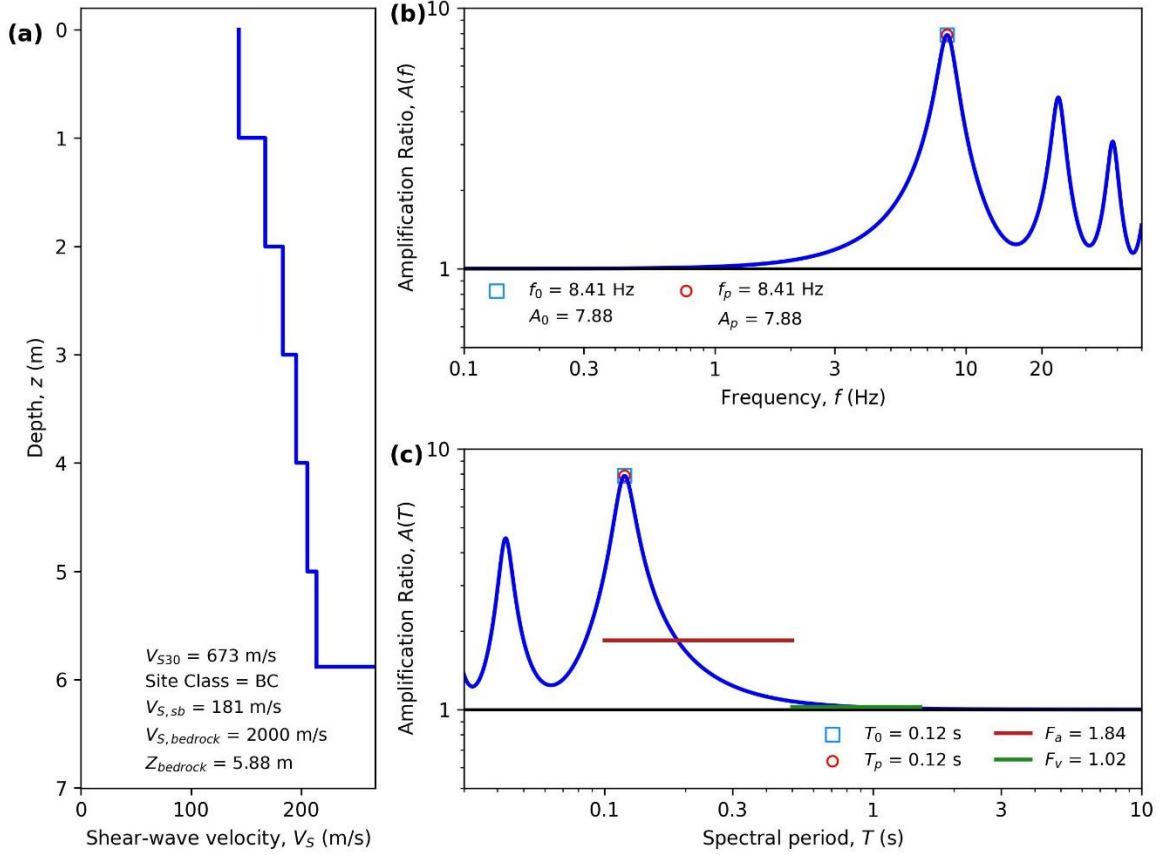 (a)
0
1
2
3
4
5
6
7
Depth, z (m)
V_S30 = 673 m/s
Site Class = BC
V_S,sb = 181 m/s
V_S,bedrock = 2000 m/s
Z_bedrock = 5.88 m
0 100 200
Shear-wave velocity, V_S (m/s)
(b)
10
1
Amplification Ratio, A(f)
f_0 = 8.41 Hz f_p = 8.41 Hz
A_0 = 7.88 A_p = 7.88
0.1 0.3 1 3 10 20
Frequency, f (Hz)
(c)
10
1
Amplification Ratio, A(T)
T_0 = 0.12 s F_a = 1.84
T_p = 0.12 s F_v = 1.02
0.1 0.3 1 3 10
Spectral period, T (s)